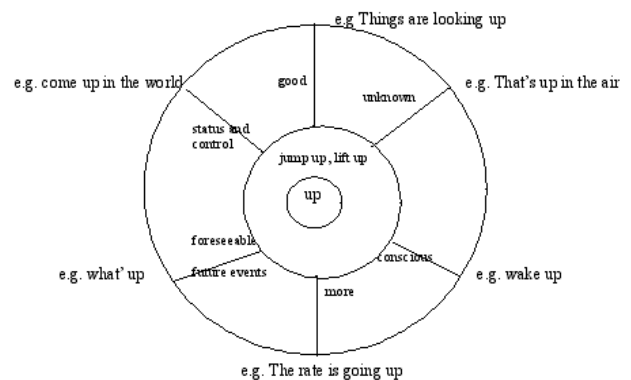 e.g Things are looking up
e.g. come up in the world
good
e.g. That's up in the air
unknown
status and
control
jump up, lift up
up
foreseeable
conscious
e.g. what' up
future events
e.g. wake up
more
e.g. The rate is going up